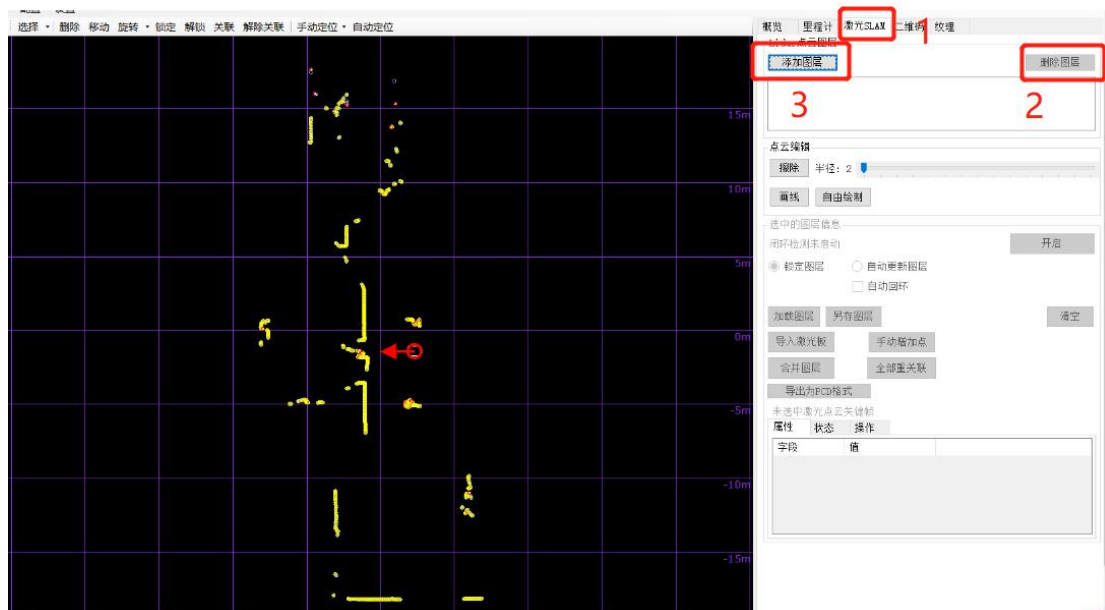 选择 删除 移动 旋转 锁定 解锁 关联 解除关联 手动定位 自动定位
概览 里程计 激光SLAM 二维码 纹理
1
点云图层
添加图层 删除图层
3 2
15m
点云编辑
擦除 半径: 2
10m
画线 自由绘制
选中的图层信息
闭环检测未启动 开启
5m
锁定图层 自动更新图层
自动回环
加载图层 另存图层 清空
0m
导入激光板 手动增加点
合并图层 全部重关联
导出为PCD格式
-5m
未选中激光点云关键帧
属性 状态 操作
字段 值
-10m
-15m